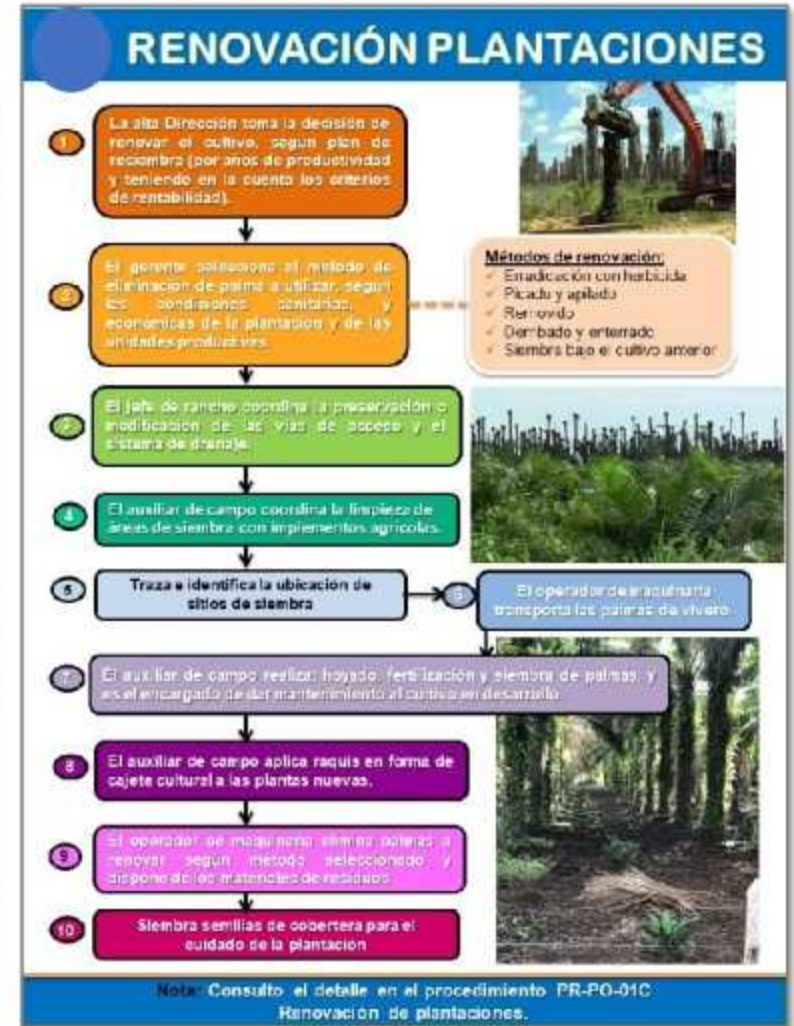 RENOVACIÓN PLANTACIONES
1
La alta Dirección toma la decisión de
renovar el cultivo, según plan de
resiembra (por años de productividad
y teniendo en la cuenta los criterios
de rentabilidad).
2
El gerente selecciona el método de
eliminación de palma a utilizar, según
las condiciones sanitarias, y
económicas de la plantación y de las
unidades productivas.
Métodos de renovación:
✓ Erradicación con herbicida
✓ Picado y apilado
✓ Removido
✓ Derribado y enterrado
✓ Siembra bajo el cultivo anterior
3
El jefe de rancho coordina la preservación o
modificación de las vías de acceso y el
sistema de drenaje.
4
El auxiliar de campo coordina la limpieza de
áreas de siembra con implementos agrícolas.
5
Traza e identifica la ubicación de
sitios de siembra
6
El operador de maquinaria
transporta las palmas de vivero
7
El auxiliar de campo realiza: hoyado, fertilización y siembra de palmas, y
es el encargado de dar mantenimiento al cultivo en desarrollo.
8
El auxiliar de campo aplica raquis en forma de
cajete cultural a las plantas nuevas.
9
El operador de maquinaria elimina palmas a
renovar según método seleccionado y
dispone de los materiales de residuos
10
Siembra semillas de cobertera para el
cuidado de la plantación
Nota: Consulto el detalle en el procedimiento PR-PO-01C
Renovación de plantaciones.